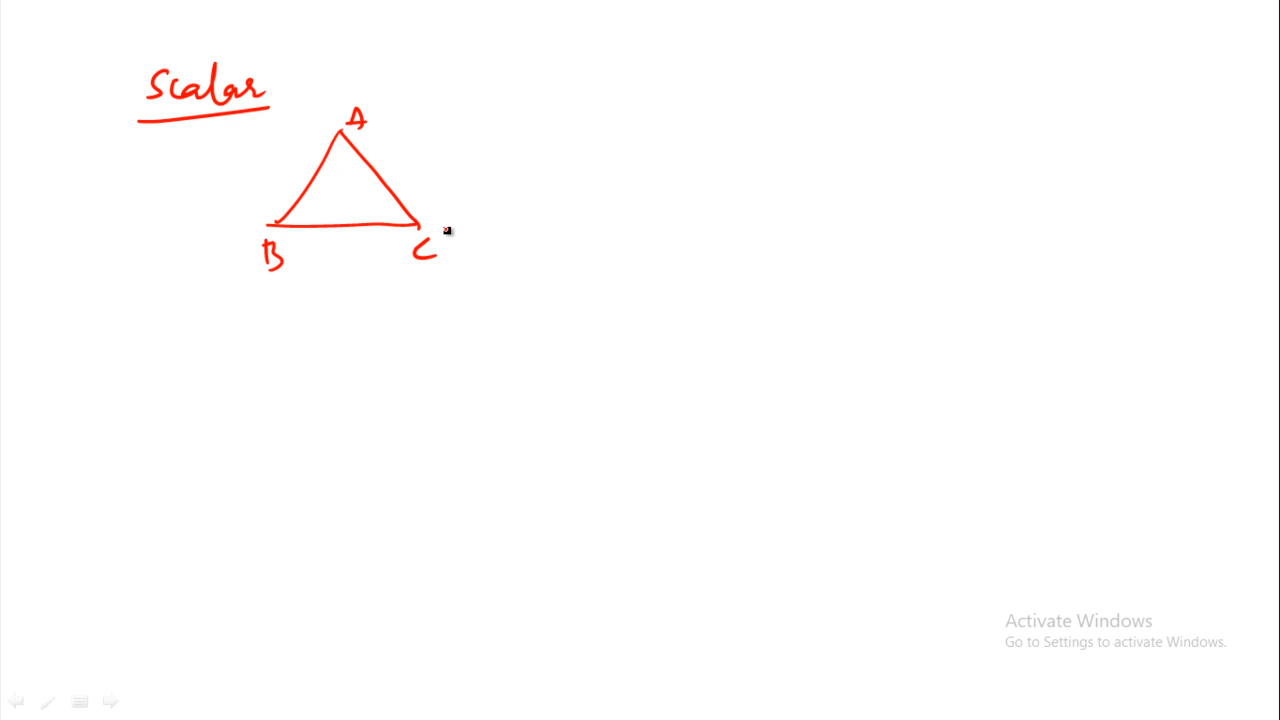 Scalar
A
B
C
Activate Windows
Go to Settings to activate Windows.